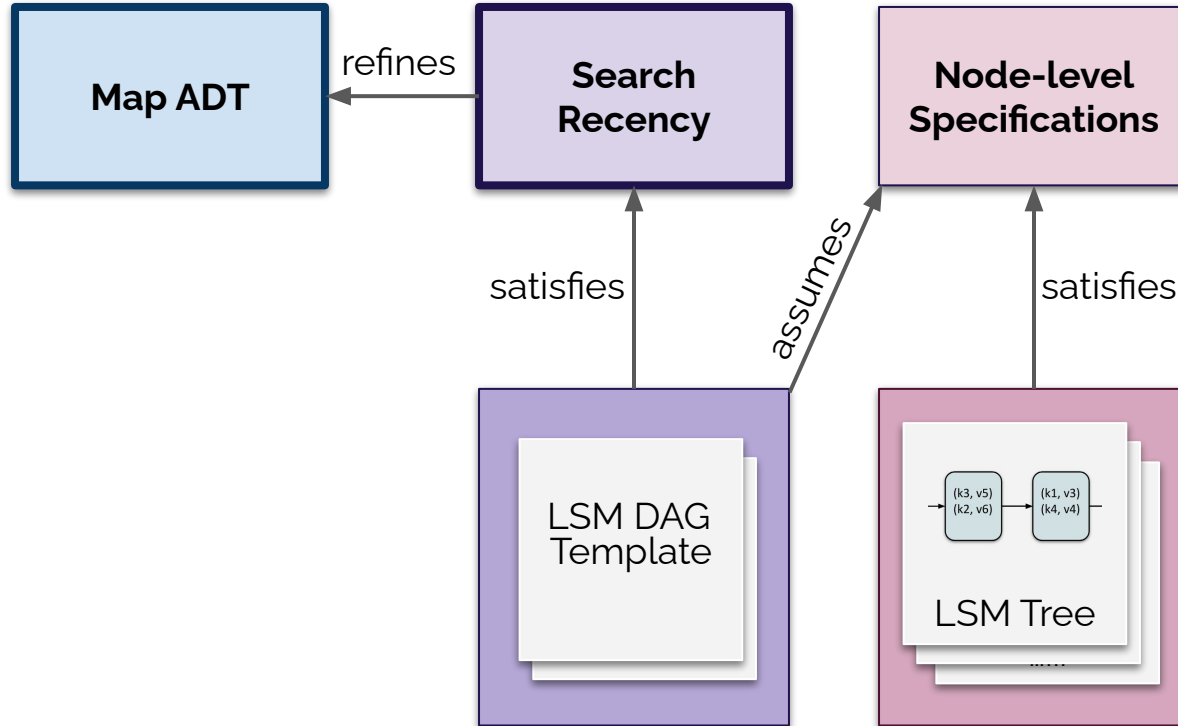 Map ADT
refines
Search
Recency
Node-level
Specifications
satisfies
assumes
satisfies
LSM DAG
Template
(k3, v5)
(k2, v6)
(k1, v3)
(k4, v4)
LSM Tree